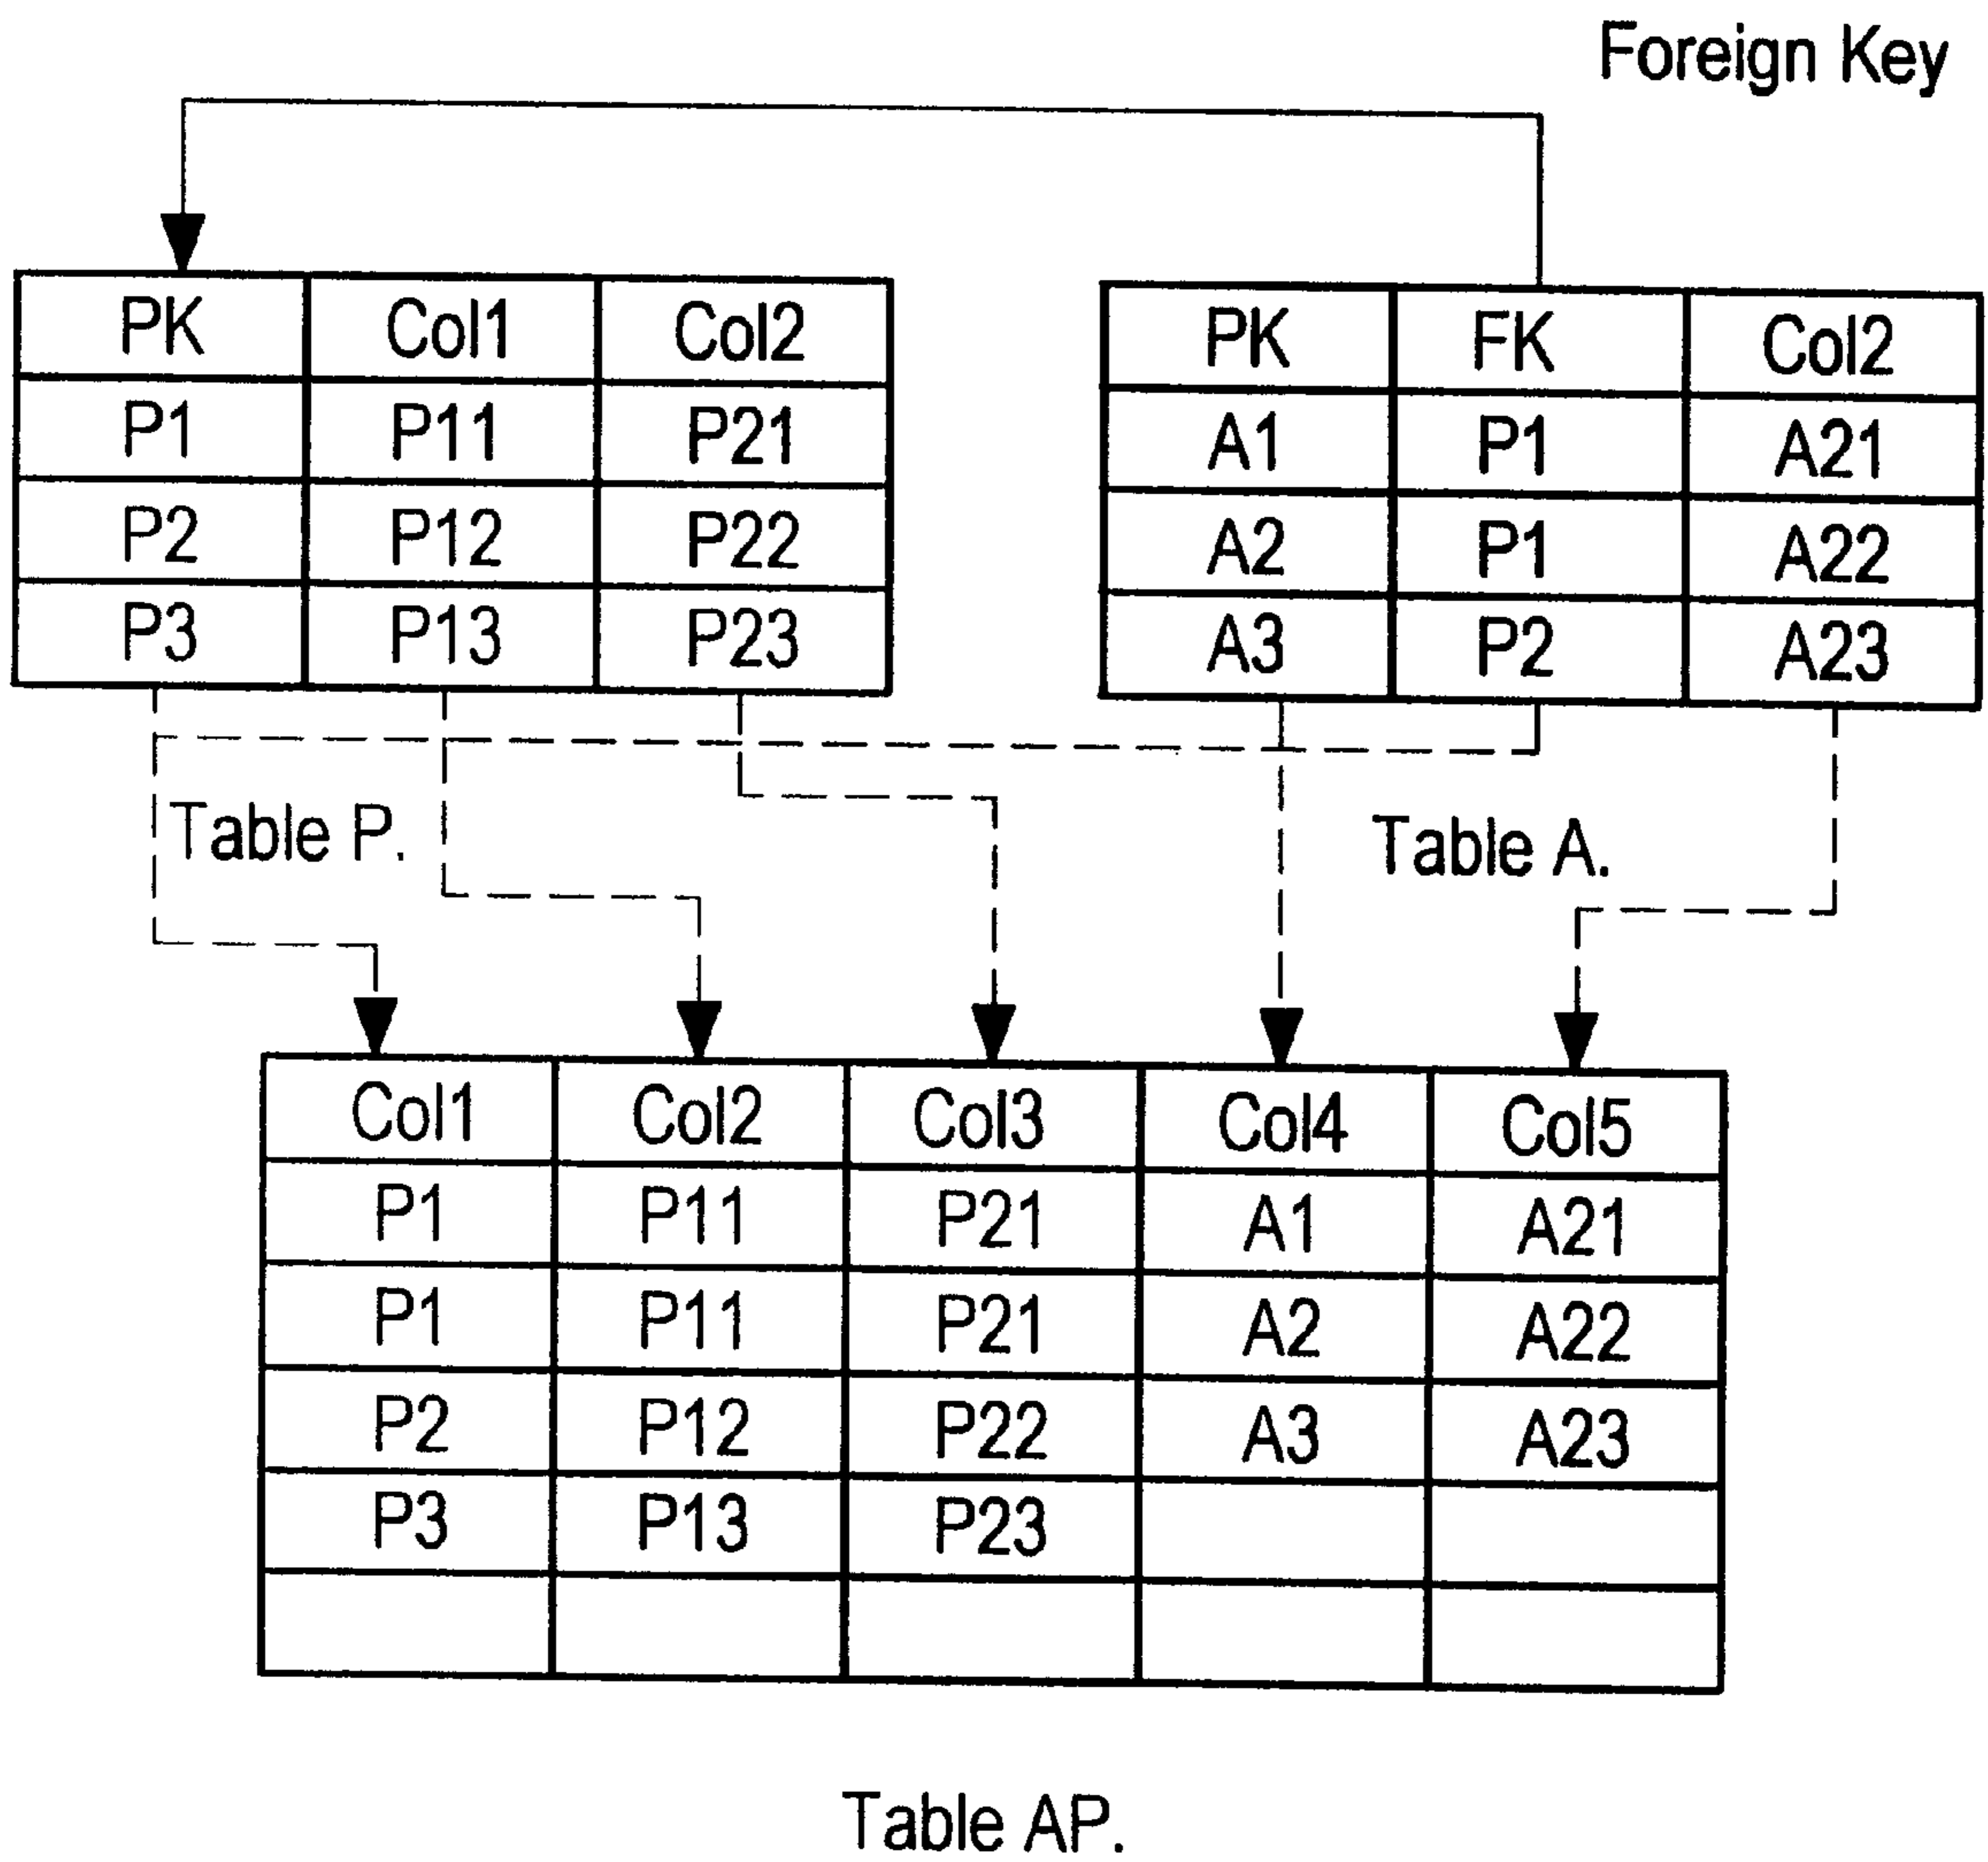 Foreign Key
PK Col1 Col2
P1 P11 P21
P2 P12 P22
P3 P13 P23
PK FK Col2
A1 P1 A21
A2 P1 A22
A3 P2 A23
Table P.
Table A.
Col1 Col2 Col3 Col4 Col5
P1 P11 P21 A1 A21
P1 P11 P21 A2 A22
P2 P12 P22 A3 A23
P3 P13 P23
Table AP.